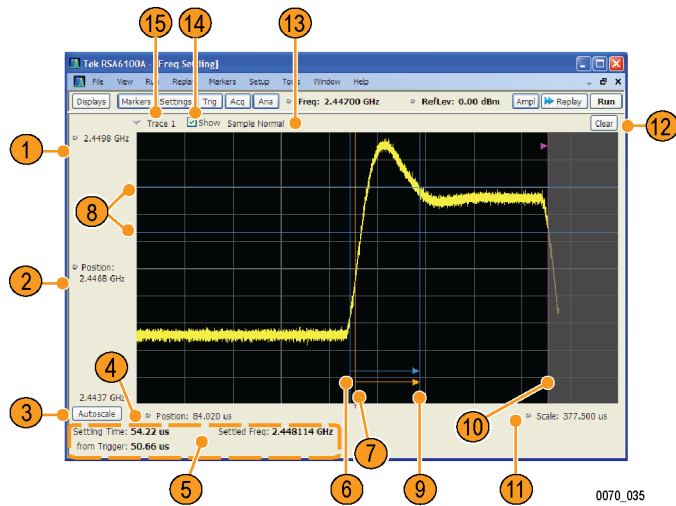 15 14 13
Tek RSA6100A - [Freq Settling]
File View Run Replay Markers Setup Tools Window Help
Displays Markers Settings Trig Acq Ana Freq: 2.44700 GHz RefLev: 0.00 dBm Ampl Replay Run
Trace 1 Show Sample Normal Clear
12
1
2.4498 GHz
8
2
Position:
2.4468 GHz
2.4437 GHz
4
3
Autoscale Position: 84.020 us Scale: 377.500 us
Settling Time: 54.22 us Settled Freq: 2.448114 GHz
from Trigger: 50.66 us
5 6 7 9 10 11
0070_035